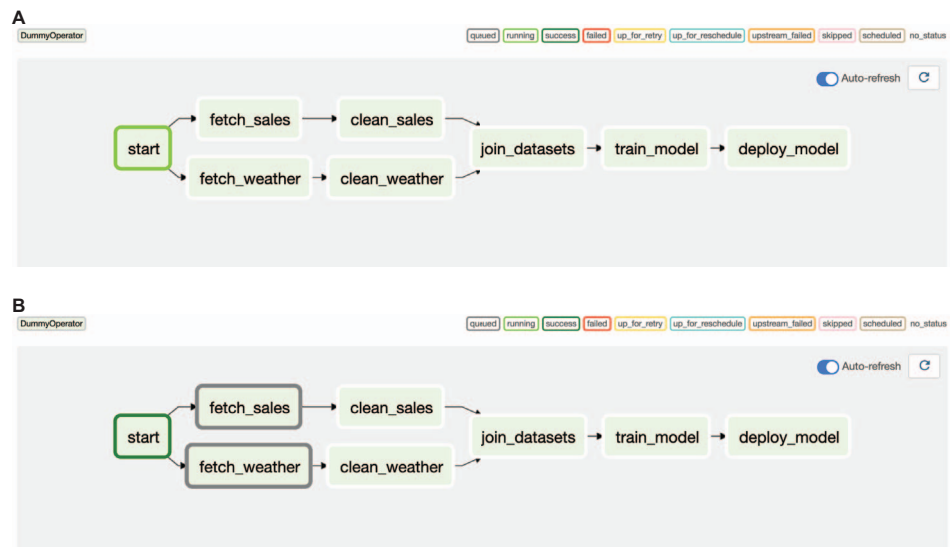 A
DummyOperator queued running success failed up_for_retry up_for_reschedule upstream_failed skipped scheduled no_status
Auto-refresh
fetch_sales clean_sales
start join_datasets train_model deploy_model
fetch_weather clean_weather
B
DummyOperator queued running success failed up_for_retry up_for_reschedule upstream_failed skipped scheduled no_status
Auto-refresh
fetch_sales clean_sales
start join_datasets train_model deploy_model
fetch_weather clean_weather